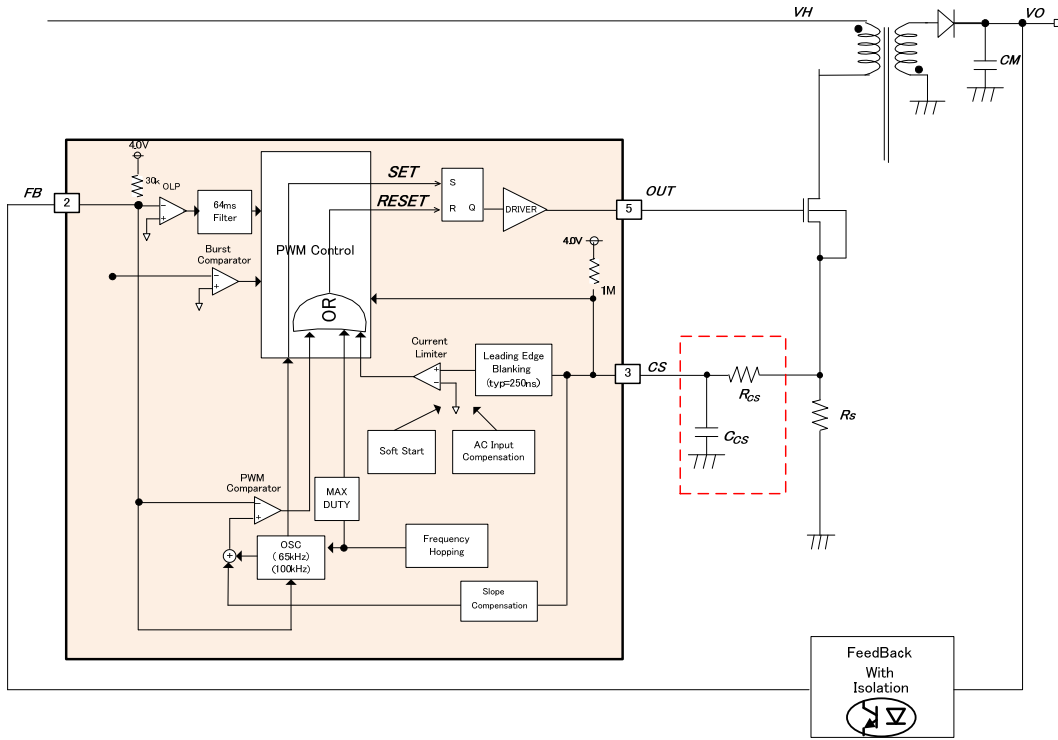 VH
VO
CM
4.0V
30k
OLP
FB
2
64ms
Filter
SET
RESET
S
R
Q
DRIVER
5
OUT
PWM Control
Burst
Comparator
4.0V
1M
OR
Current
Limiter
Leading Edge
Blanking
(typ=250ns)
3
CS
RCS
CCS
RS
Soft Start
AC Input
Compensation
PWM
Comparator
MAX
DUTY
OSC
(65kHz)
(100kHz)
Frequency
Hopping
Slope
Compensation
FeedBack
With
Isolation